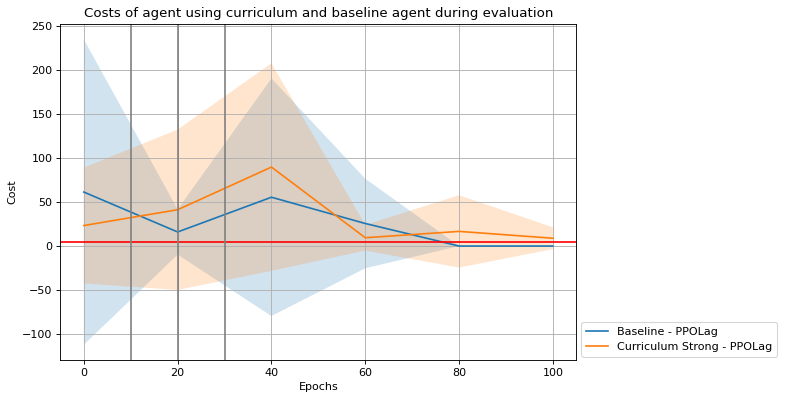 Costs of agent using curriculum and baseline agent during evaluation
250
200
150
100
50
0
−50
−100
Cost
0 20 40 60 80 100
Epochs
Baseline - PPOLag
Curriculum Strong - PPOLag